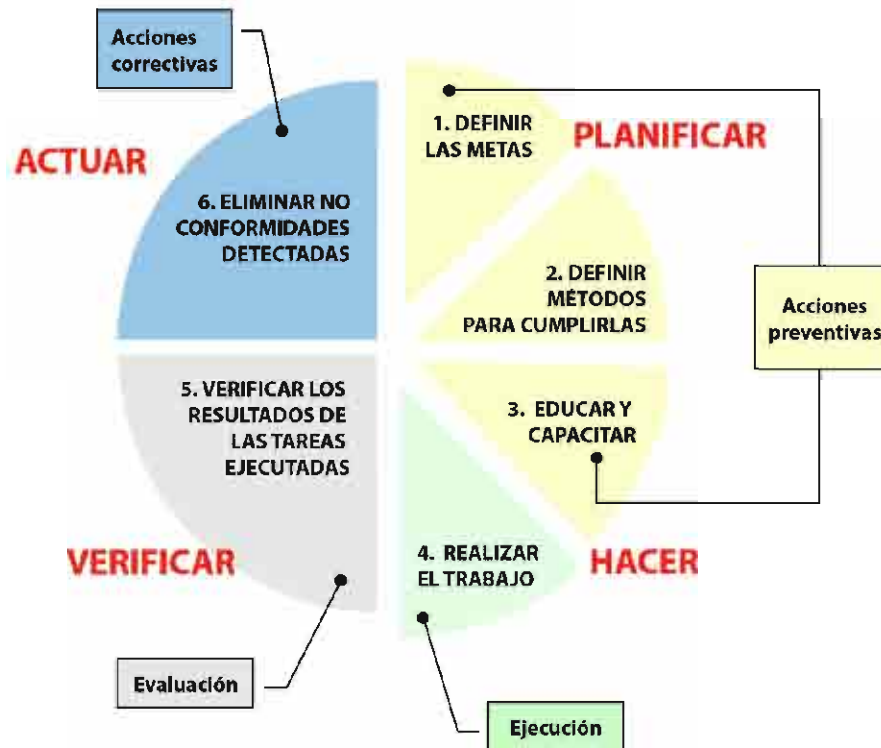 Acciones
correctivas
ACTUAR
1. DEFINIR
LAS METAS
PLANIFICAR
6. ELIMINAR NO
CONFORMIDADES
DETECTADAS
2. DEFINIR
MÉTODOS
PARA CUMPLIRLAS
Acciones
preventivas
5. VERIFICAR LOS
RESULTADOS DE
LAS TAREAS
EJECUTADAS
3. EDUCAR Y
CAPACITAR
VERIFICAR
4. REALIZAR
EL TRABAJO
HACER
Evaluación
Ejecución